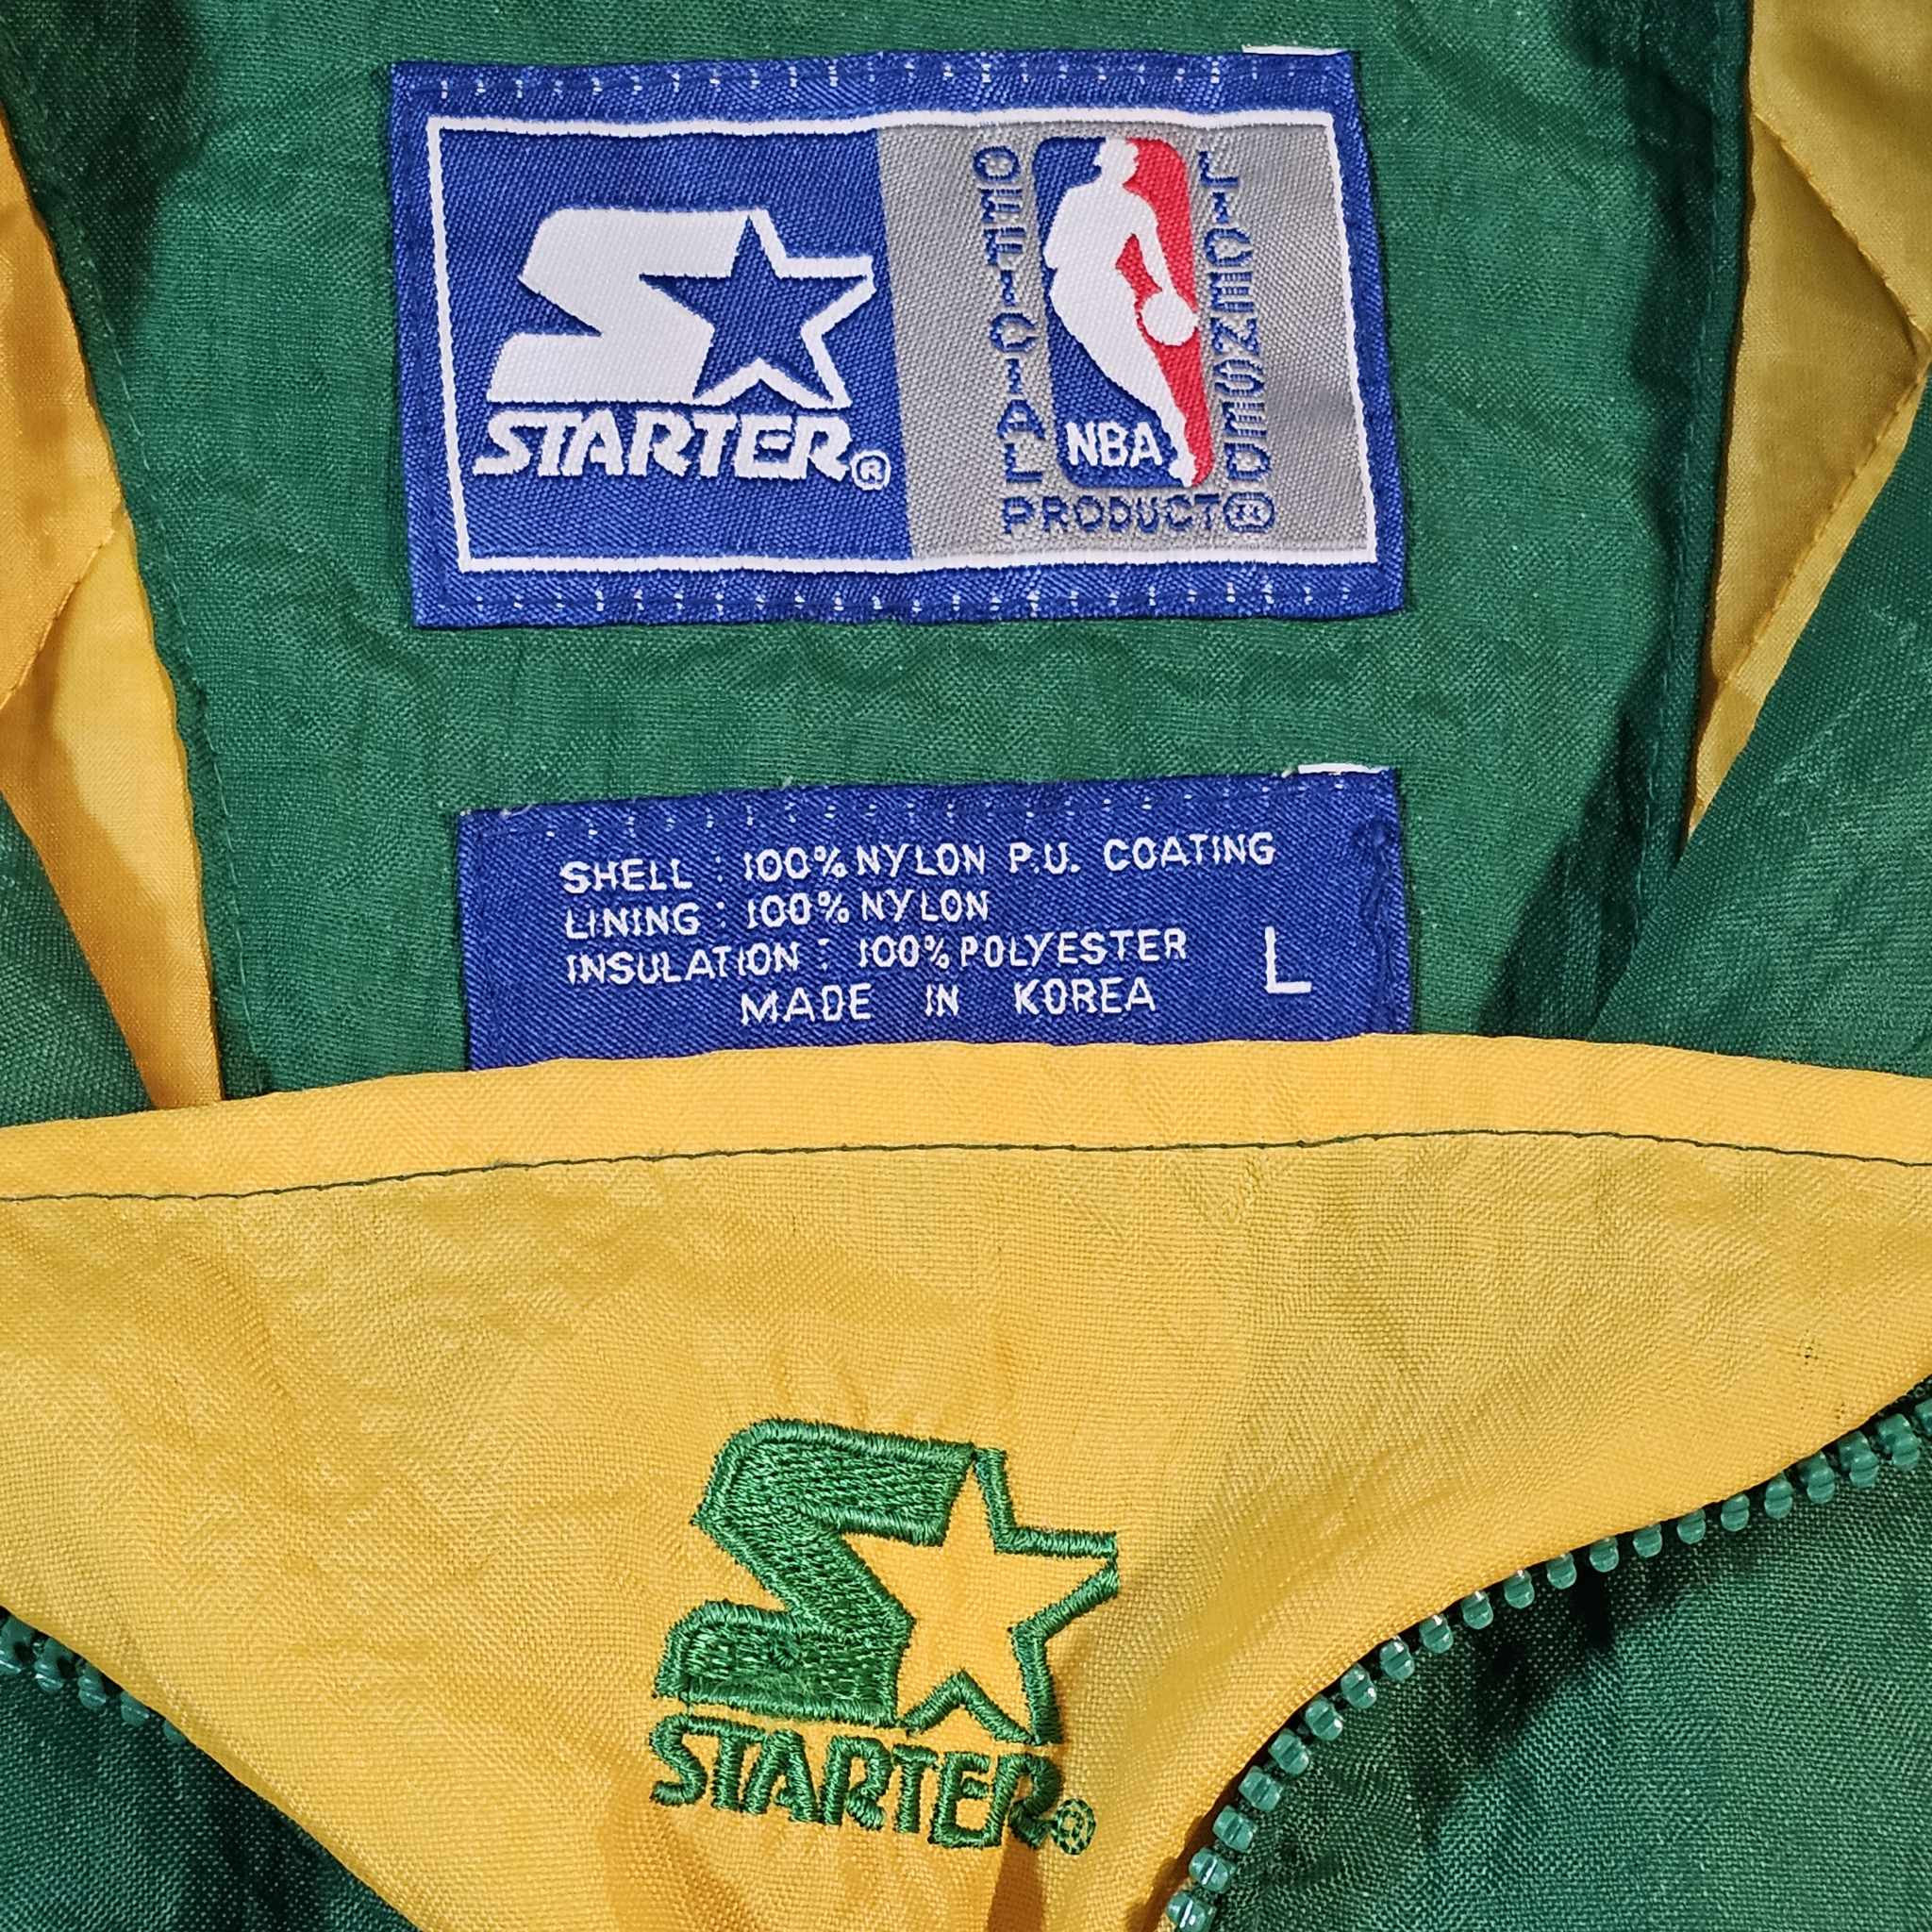 STARTER®
OFFICIAL
NBA
LICENSED
PRODUCT®
SHELL : 100% NYLON P.U. COATING
LINING : 100% NYLON
INSULATION : 100% POLYESTER
MADE IN KOREA
L
STARTER®